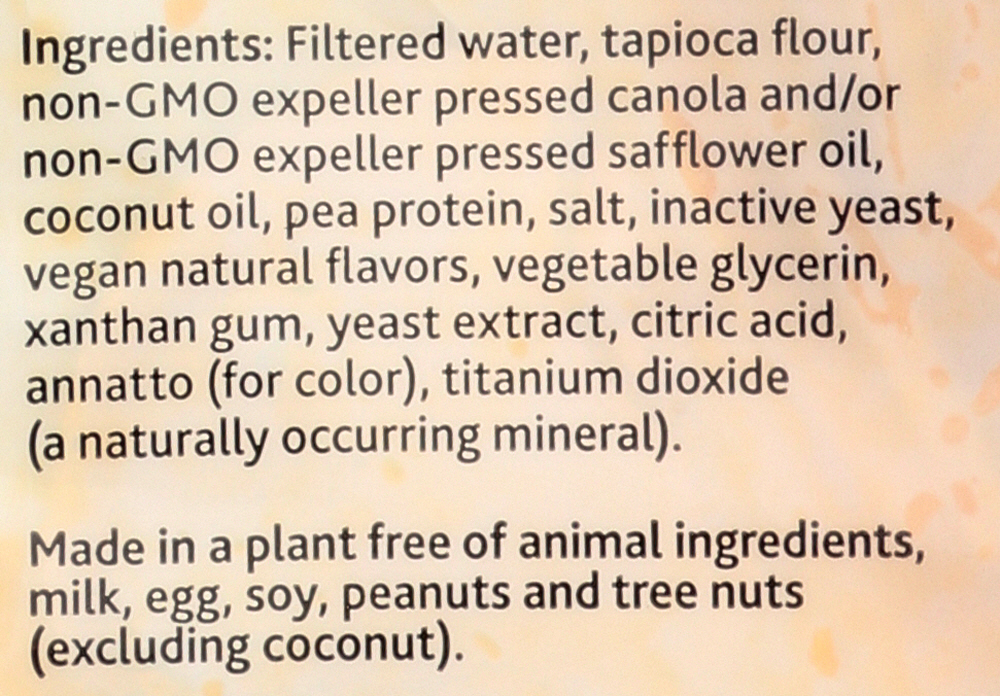 Ingredients: Filtered water, tapioca flour,
non-GMO expeller pressed canola and/or
non-GMO expeller pressed safflower oil,
coconut oil, pea protein, salt, inactive yeast,
vegan natural flavors, vegetable glycerin,
xanthan gum, yeast extract, citric acid,
annatto (for color), titanium dioxide
(a naturally occurring mineral).
Made in a plant free of animal ingredients,
milk, egg, soy, peanuts and tree nuts
(excluding coconut).